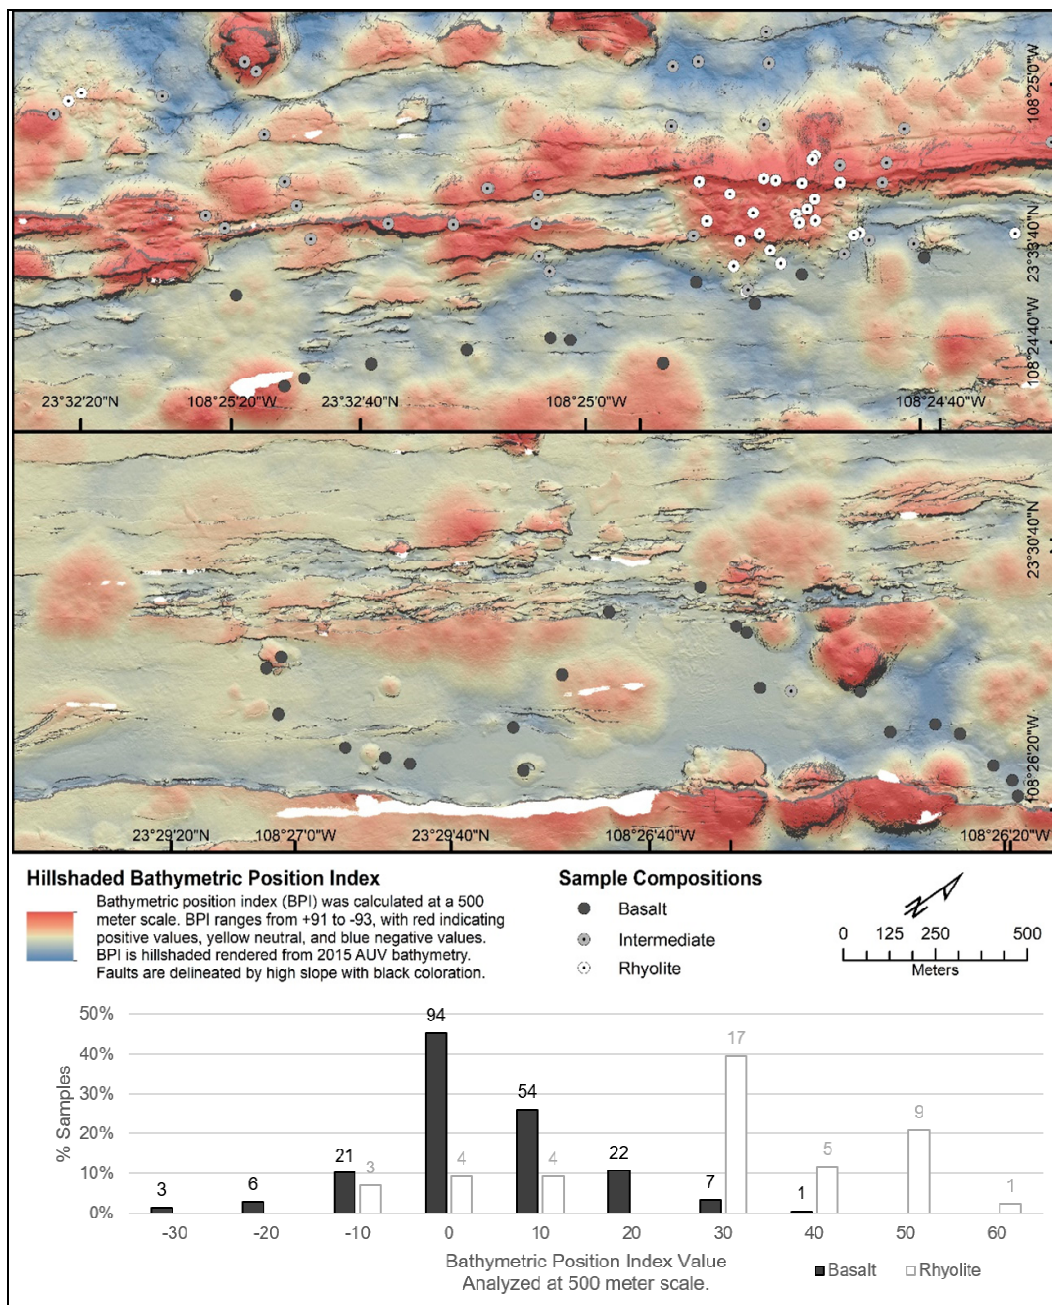 108°25'0"W
23°33'40"N
108°24'40"W
23°32'20"N
108°25'20"W
23°32'40"N
108°25'0"W
108°24'40"W
23°30'40"N
108°26'20"W
23°29'20"N
108°27'0"W
23°29'40"N
108°26'40"W
108°26'20"W
Hillshaded Bathymetric Position Index
Bathymetric position index (BPI) was calculated at a 500
meter scale. BPI ranges from +91 to -93, with red indicating
positive values, yellow neutral, and blue negative values.
BPI is hillshaded rendered from 2015 AUV bathymetry.
Faults are delineated by high slope with black coloration.
Sample Compositions
Basalt
Intermediate
Rhyolite
0 125 250 500
Meters
50%
40%
30%
20%
10%
0%
% Samples
3
6
21
3
94
4
54
4
22
7
17
1
5
9
1
-30 -20 -10 0 10 20 30 40 50 60
Bathymetric Position Index Value
Analyzed at 500 meter scale.
Basalt Rhyolite